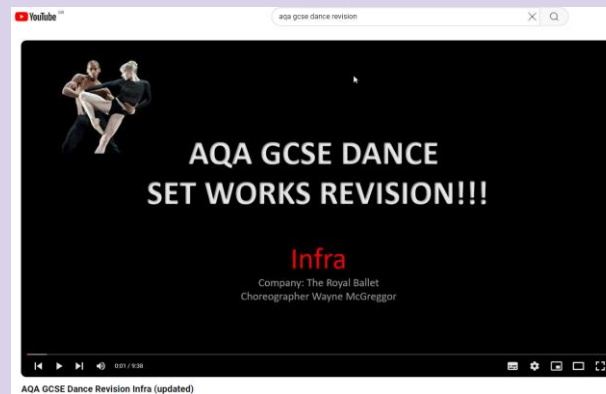 YouTube GB
aqa gcse dance revision
AQA GCSE DANCE
SET WORKS REVISION!!!
Infra
Company: The Royal Ballet
Choreographer Wayne McGreggor
0:01 / 9:38
AQA GCSE Dance Revision Infra (updated)